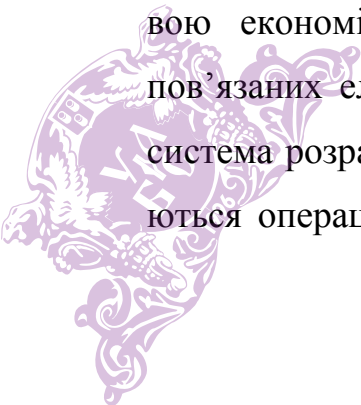 вою економі
пов’язаних ел
система розра
ються операц